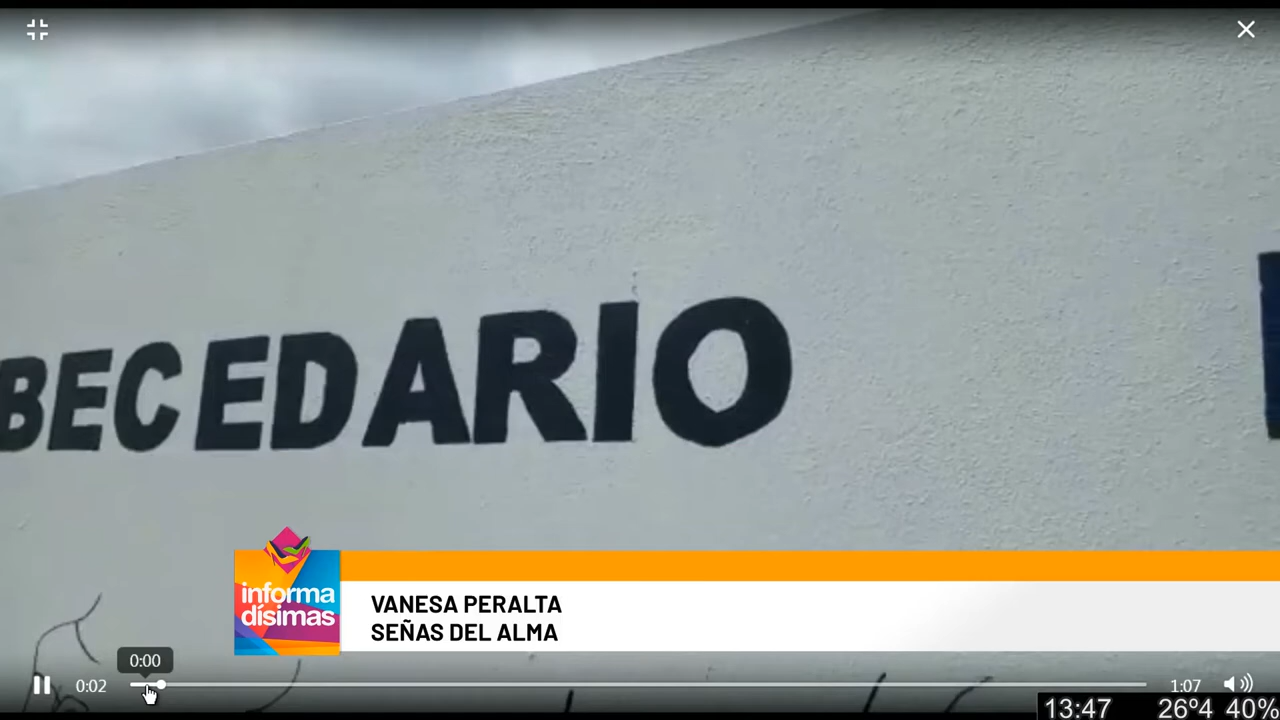 BECEDARIO
informa
dísimas
VANESA PERALTA
SEÑAS DEL ALMA
0:00
0:02
1:07
13:47 26º4 40%